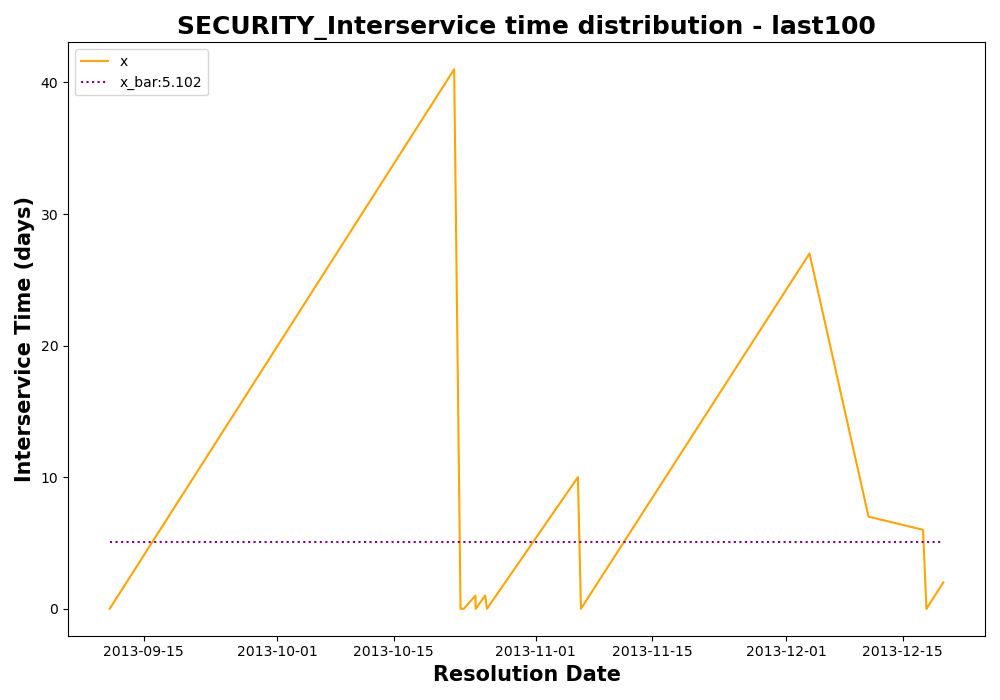 SECURITY_Interservice time distribution - last100
x
x_bar:5.102
Interservice Time (days)
40
30
20
10
0
2013-09-15 2013-10-01 2013-10-15 2013-11-01 2013-11-15 2013-12-01 2013-12-15
Resolution Date